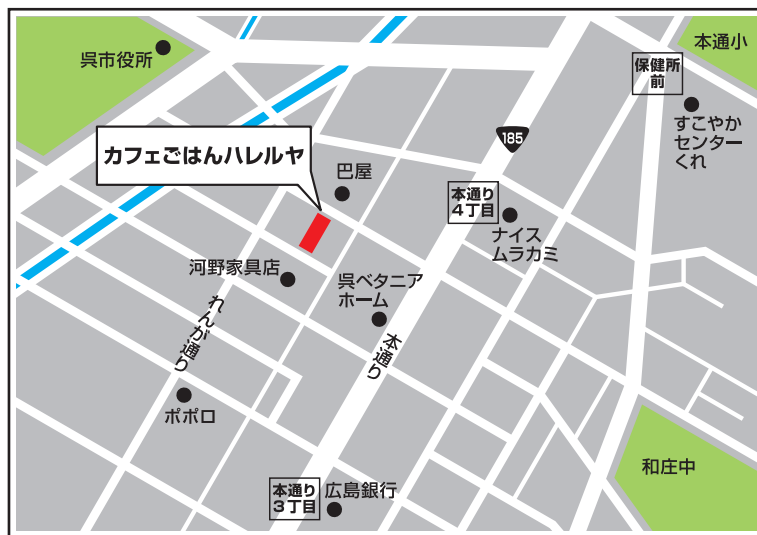 呉市役所
本通小
保健所
前
すこやか
センター
くれ
185
カフェごはんハレルヤ
巴屋
本通り
4丁目
ナイス
ムラカミ
河野家具店
呉ベタニア
ホーム
れんが通り
本通り
ポポロ
和庄中
本通り
3丁目
広島銀行